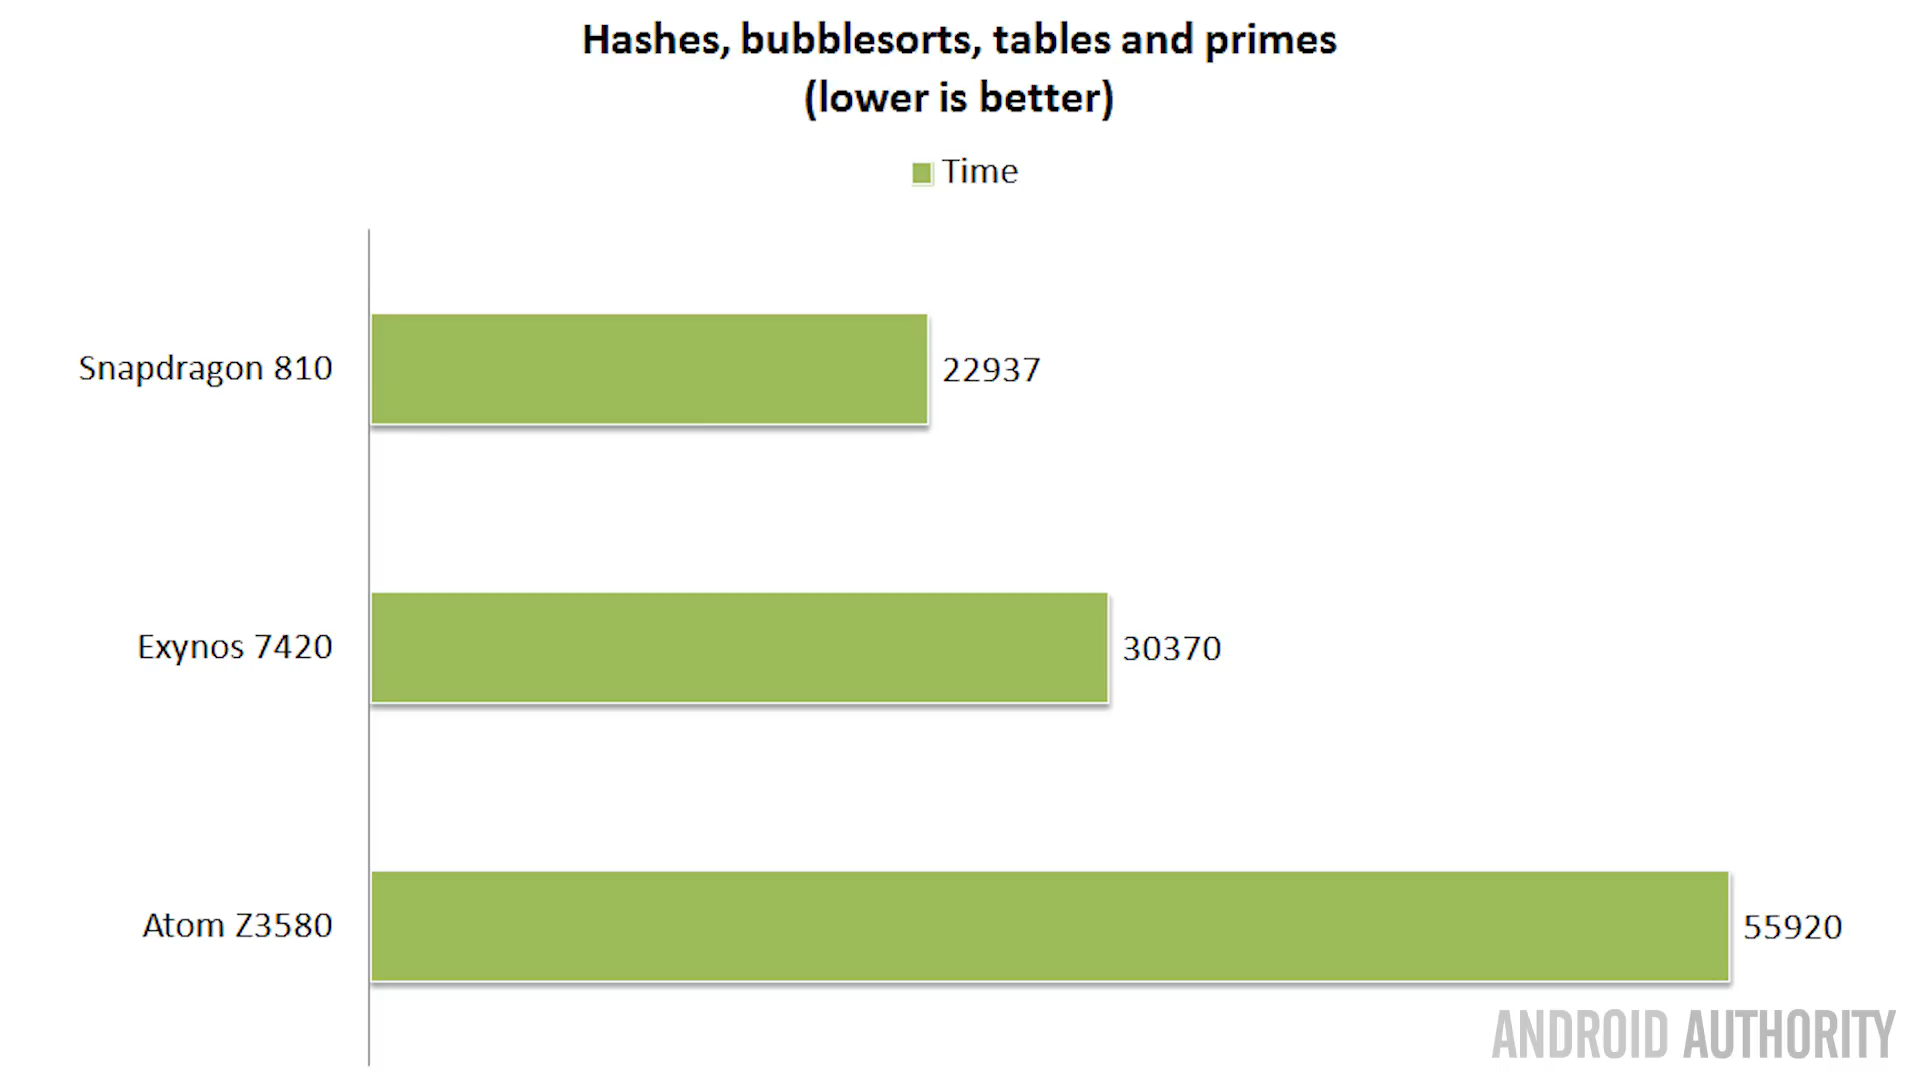 Hashes, bubblesorts, tables and primes
(lower is better)
Time
Snapdragon 810
22937
Exynos 7420
30370
Atom Z3580
55920
ANDROID AUTHORITY